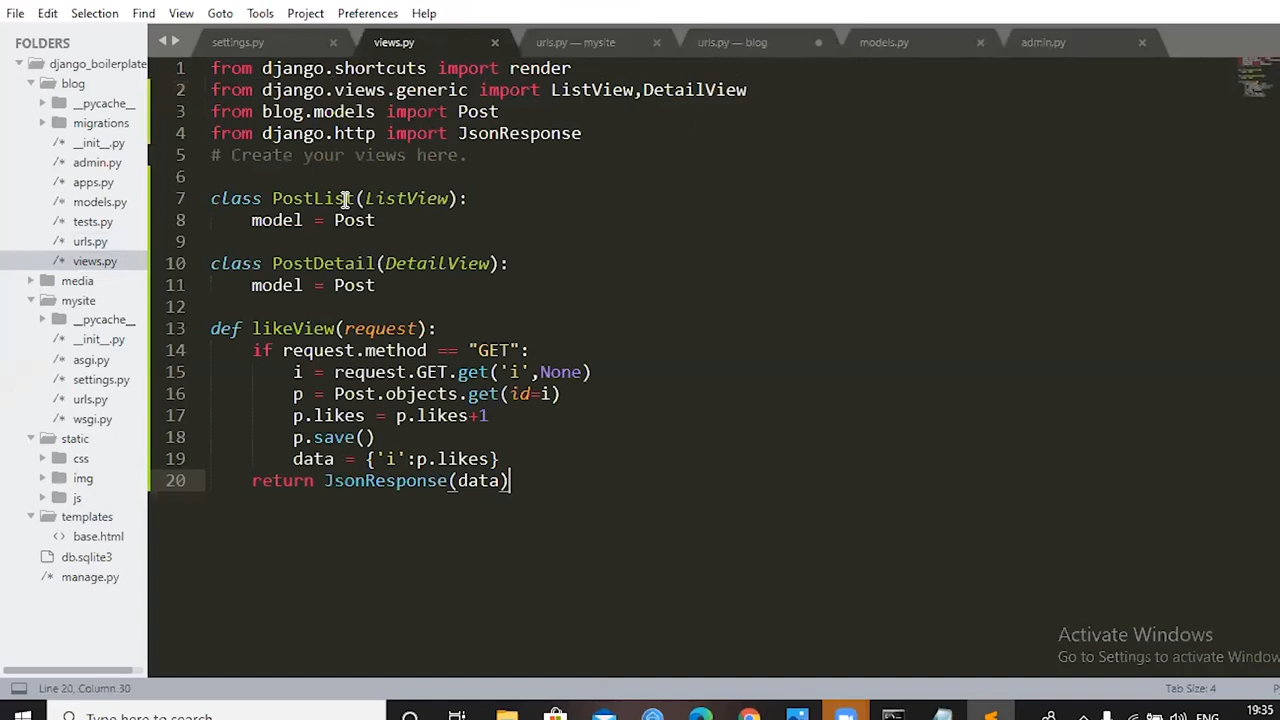 File Edit Selection Find View Goto Tools Project Preferences Help
FOLDERS
django_boilerplate
blog
__pycache__
migrations
__init__.py
admin.py
apps.py
models.py
tests.py
urls.py
views.py
media
mysite
__pycache__
__init__.py
asgi.py
settings.py
urls.py
wsgi.py
static
css
img
js
templates
base.html
db.sqlite3
manage.py
settings.py
views.py
urls.py — mysite
urls.py — blog
models.py
admin.py
1 from django.shortcuts import render
2 from django.views.generic import ListView,DetailView
3 from blog.models import Post
4 from django.http import JsonResponse
5 # Create your views here.
6
7 class PostList(ListView):
8     model = Post
9
10 class PostDetail(DetailView):
11     model = Post
12
13 def likeView(request):
14     if request.method == "GET":
15         i = request.GET.get('i',None)
16         p = Post.objects.get(id=i)
17         p.likes = p.likes+1
18         p.save()
19         data = {'i':p.likes}
20     return JsonResponse(data)
Activate Windows
Go to Settings to activate Window
Line 20, Column 30
Tab Size: 4
Type here to search
ENG
19:35